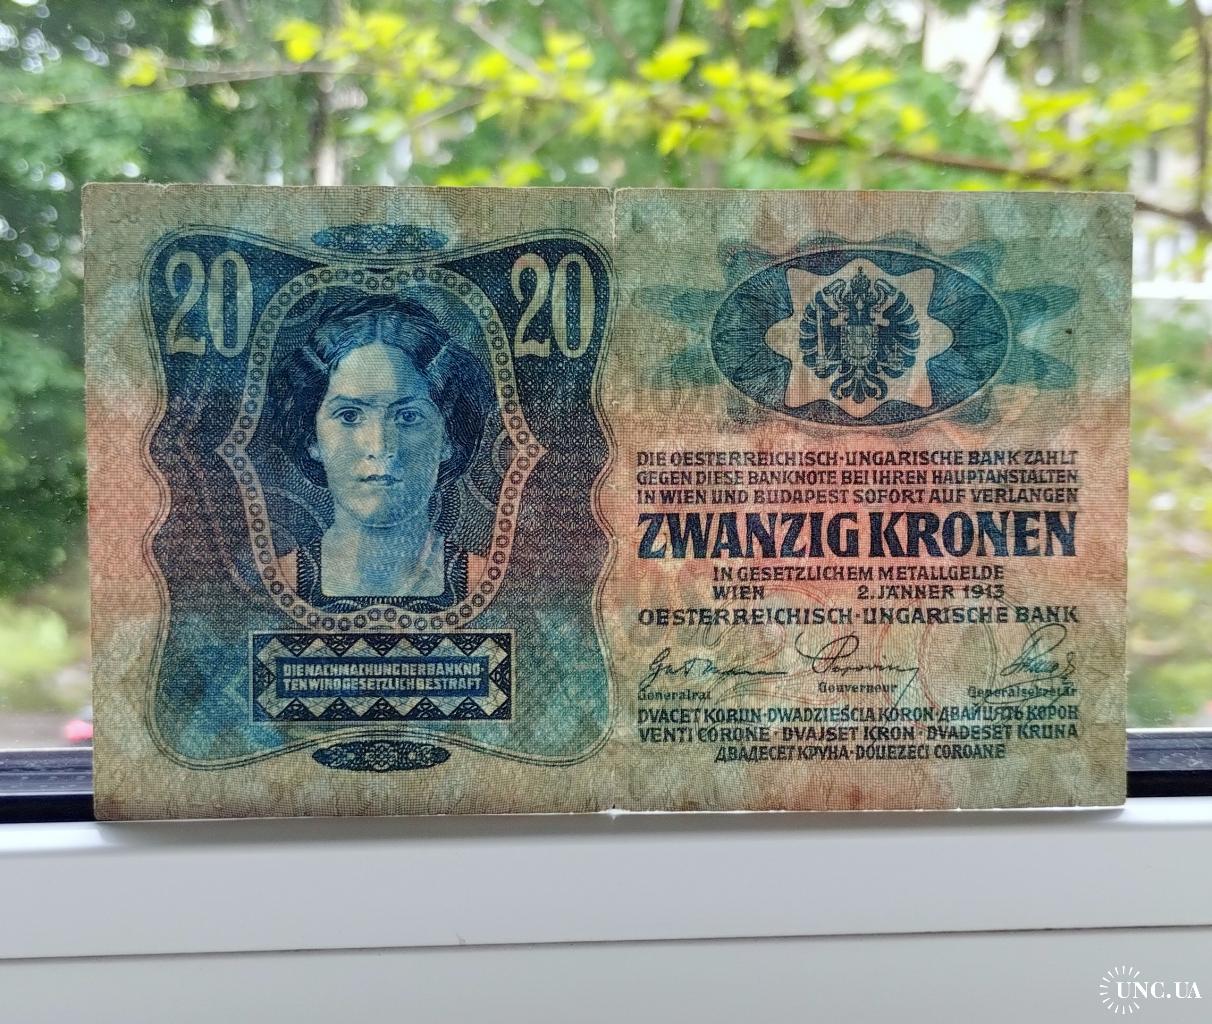 20
20
DIE NACHMACHUNG DER BANKNO-
TEN WIRD GESETZLICH BESTRAFT
DIE OESTERREICHISCH-UNGARISCHE BANK ZAHLT
GEGEN DIESE BANKNOTE BEI IHREN HAUPTANSTALTEN
IN WIEN UND BUDAPEST SOFORT AUF VERLANGEN
ZWANZIG KRONEN
IN GESETZLICHEM METALLGELDE
WIEN 2. JÄNNER 1913
OESTERREICHISCH-UNGARISCHE BANK
Generalrat Gouverneur Generalsekretär
DVACET KORUN·DWADZIEŚCIA KORON·ДВАЙЦЯТЬ КОРОН
VENTI CORONE·DVAJSET KRON·DVADESET KRUNA
ДВАДЕСЕТ КРУНА·DOUEZECI COROANE
UNC.UA